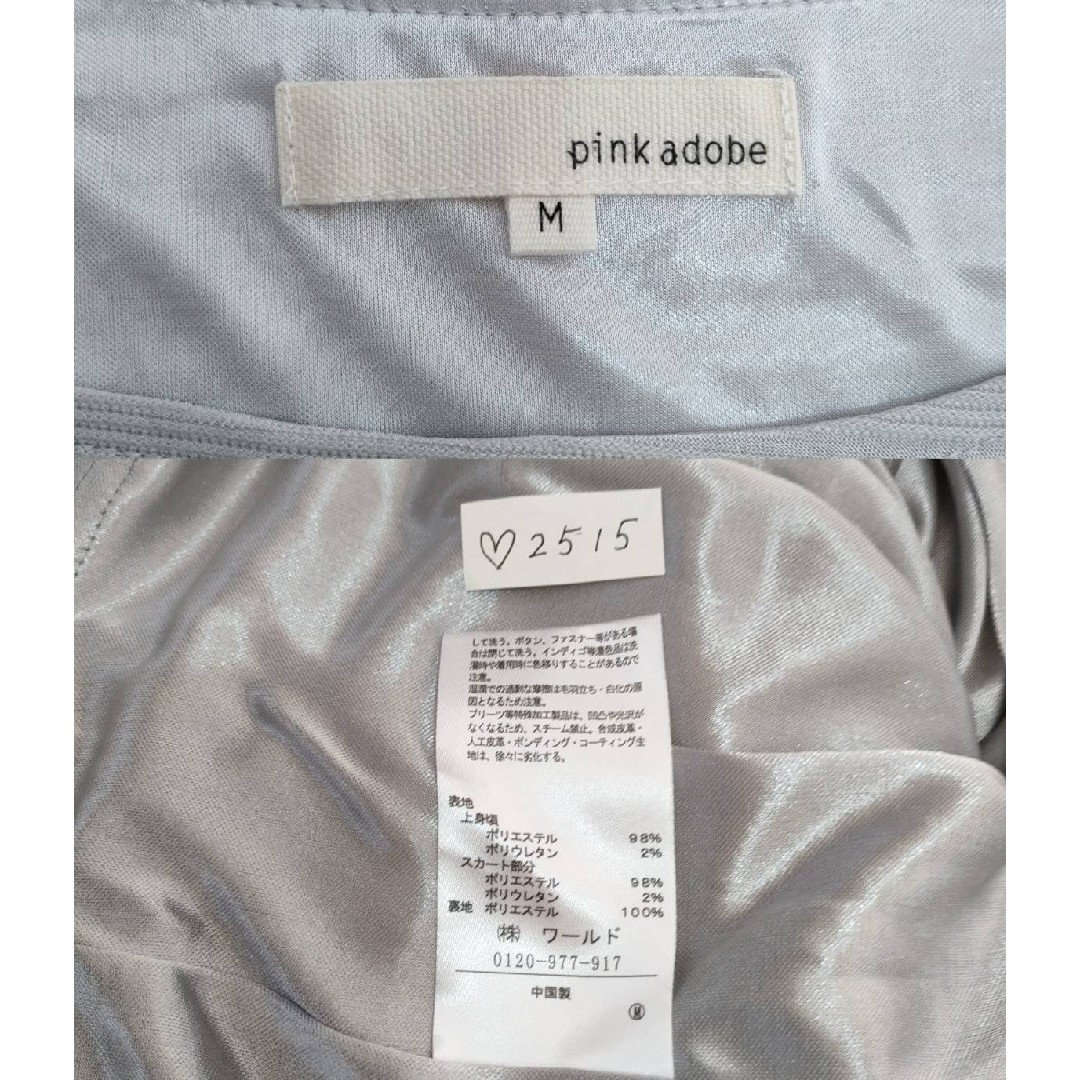 pink adobe
M
♡2515
して洗う。ボタン、ファスナー等がある場
合は閉じて洗う。インディゴ等濃色品は洗
濯時や着用時に色移りすることがあるので
注意。
湿潤での過剰な摩擦は毛羽立ち・白化の原
因となるため注意。
プリーツ等特殊加工製品は、凹凸や光沢が
なくなるため、スチーム禁止。合成皮革・
人工皮革・ボンディング・コーティング生
地は、徐々に劣化する。
表地
上身頃
ポリエステル 98%
ポリウレタン 2%
スカート部分
ポリエステル 98%
ポリウレタン 2%
裏地 ポリエステル 100%
㈱ ワールド
0120-977-917
中国製
Ⓜ